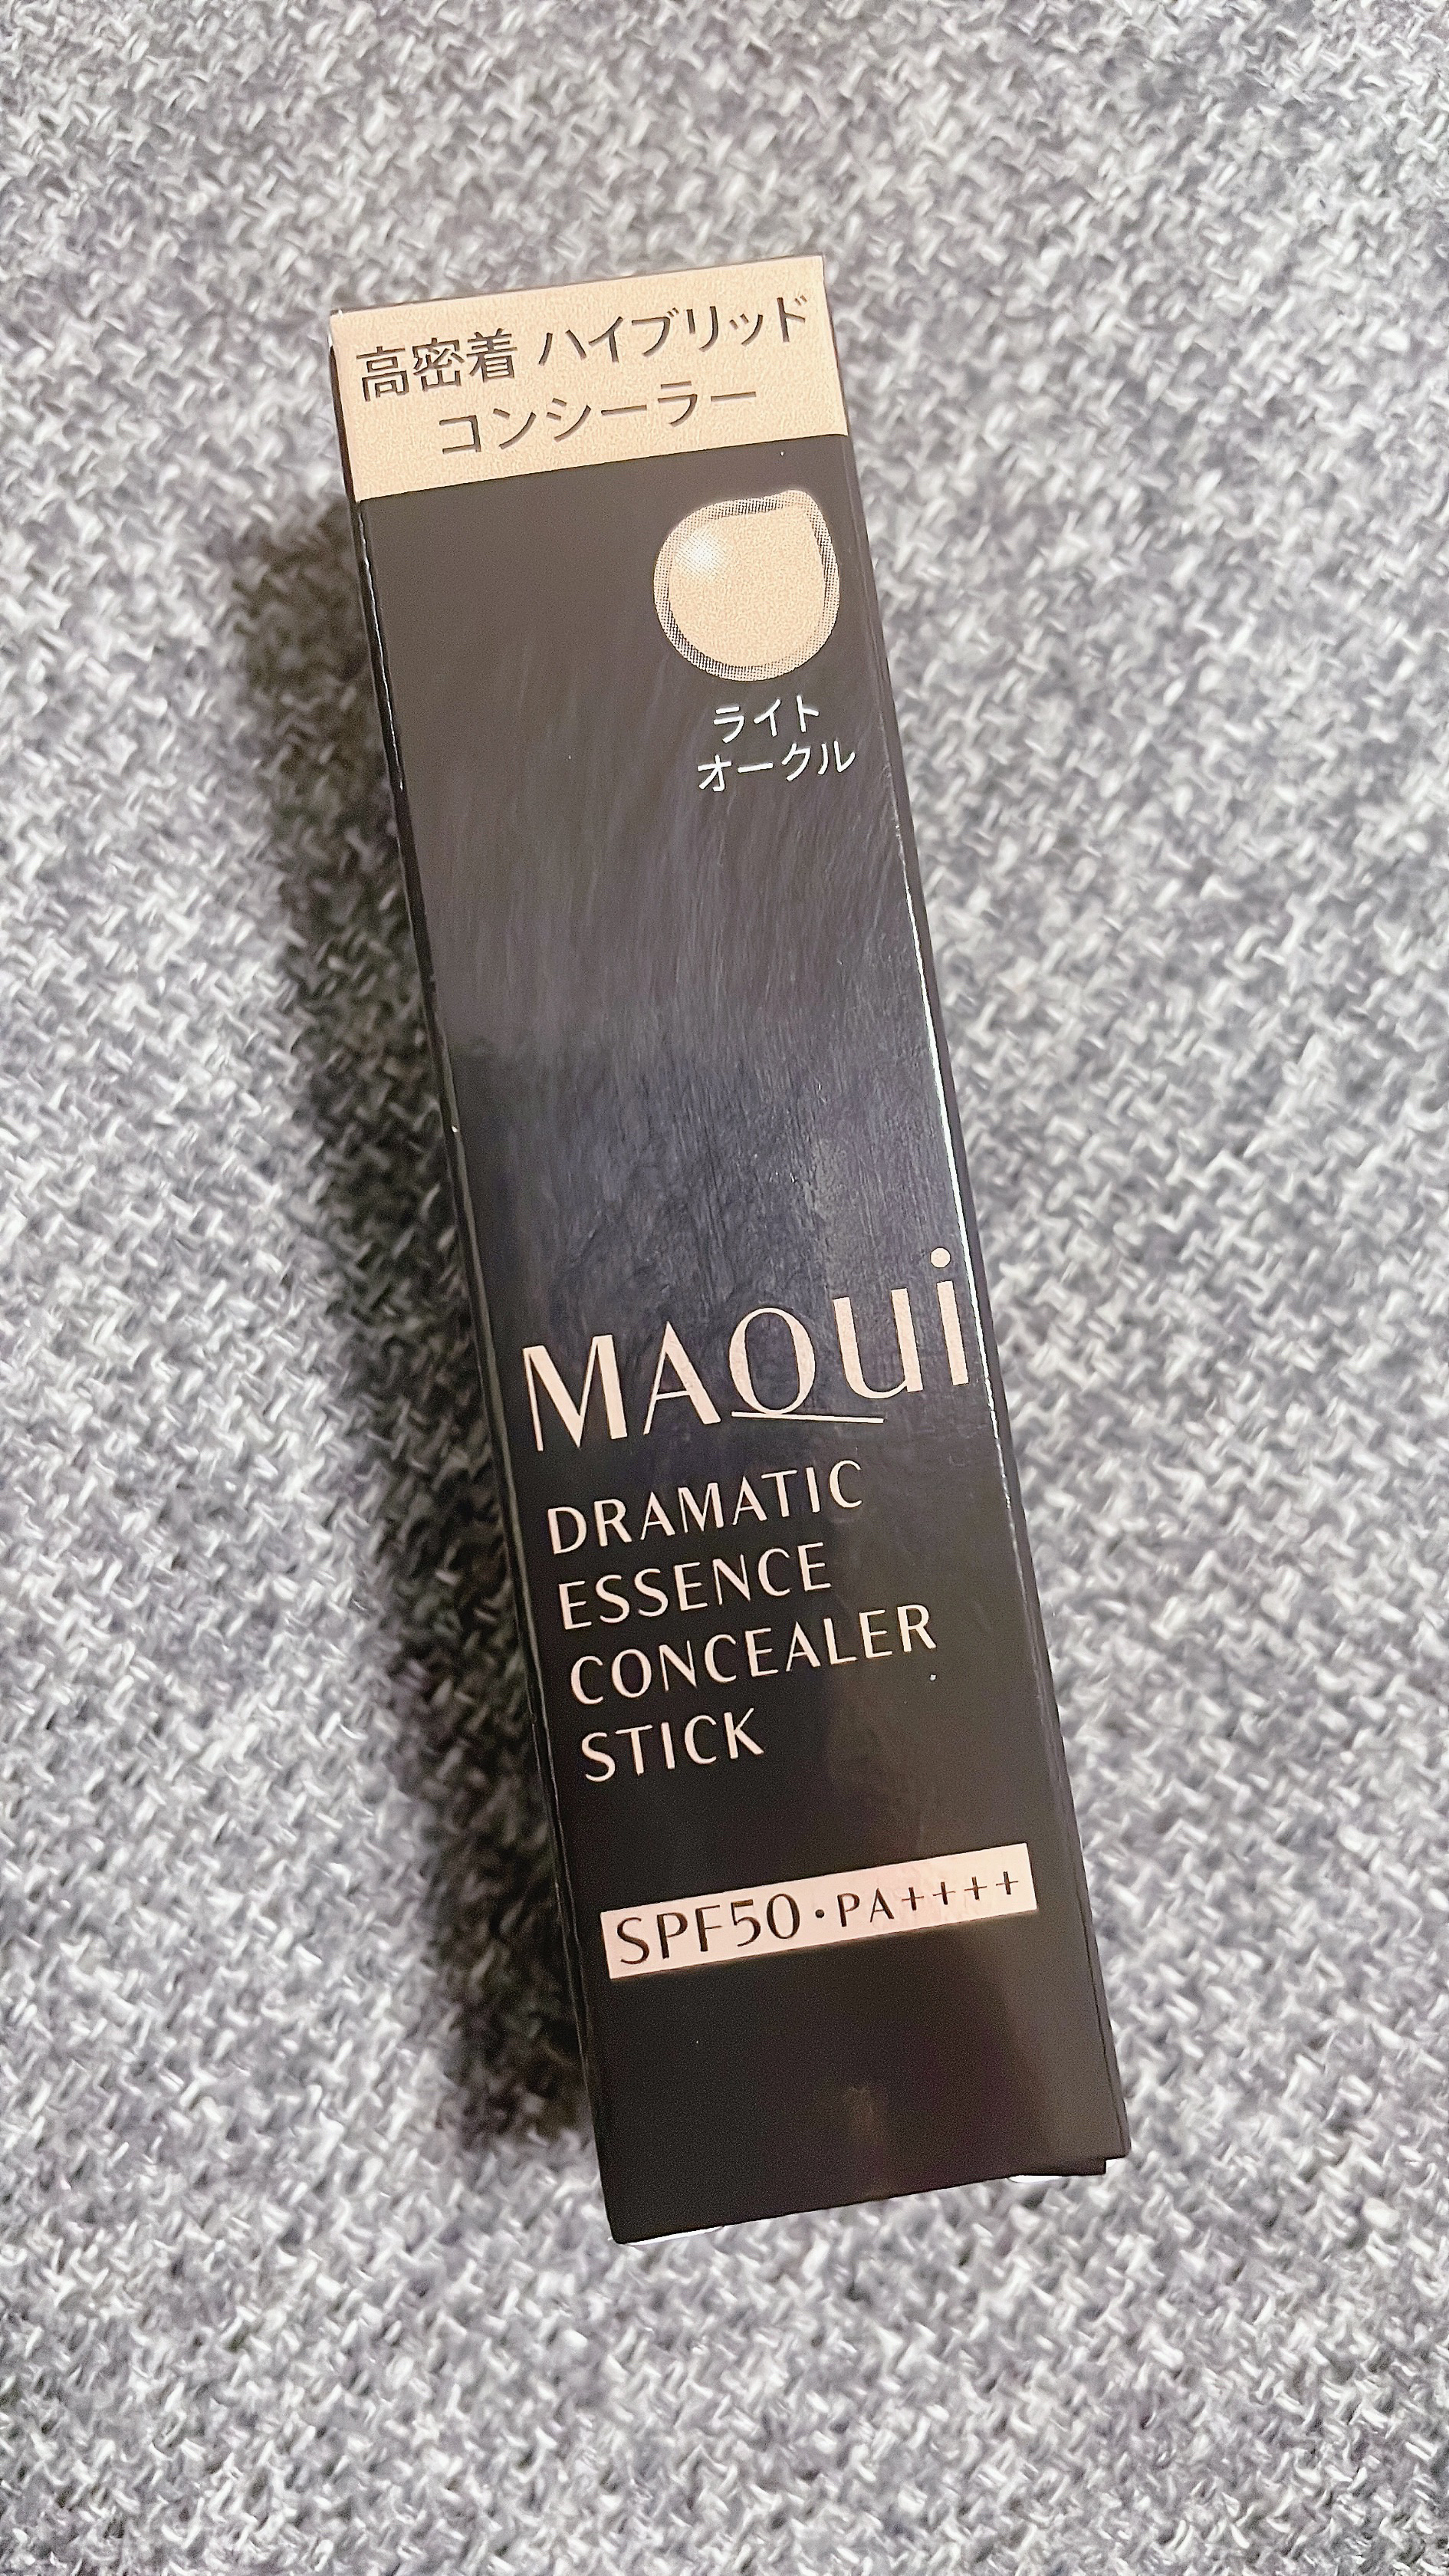 高密着 ハイブリッド
コンシーラー
ライト
オークル
MAQui
DRAMATIC
ESSENCE
CONCEALER
STICK
SPF50・PA++++